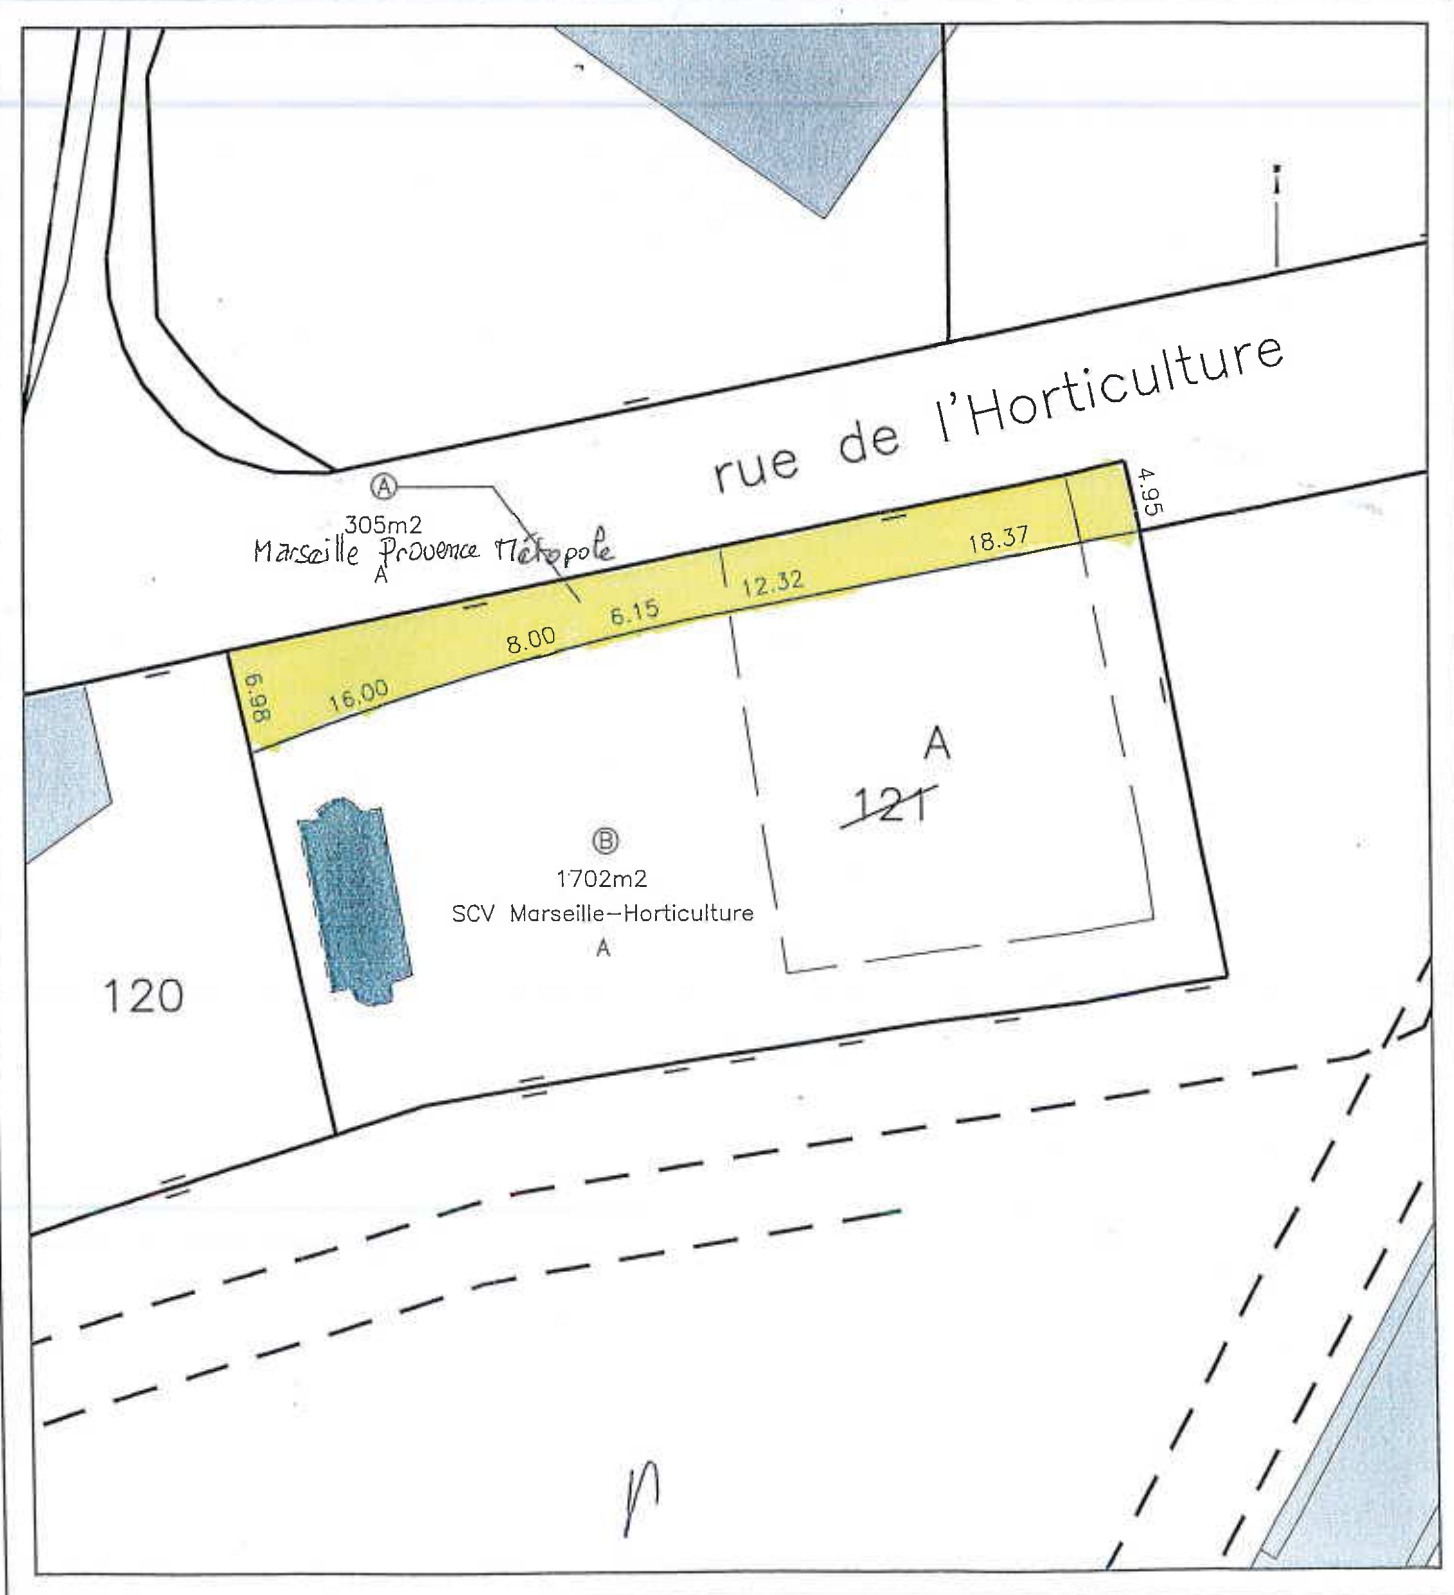 rue de l'Horticulture
A
305m2
Marseille Provence Métropole
A
4.95
18.37
12.32
6.15
8.00
16.00
6.98
A
121
B
1702m2
SCV Marseille-Horticulture
A
120